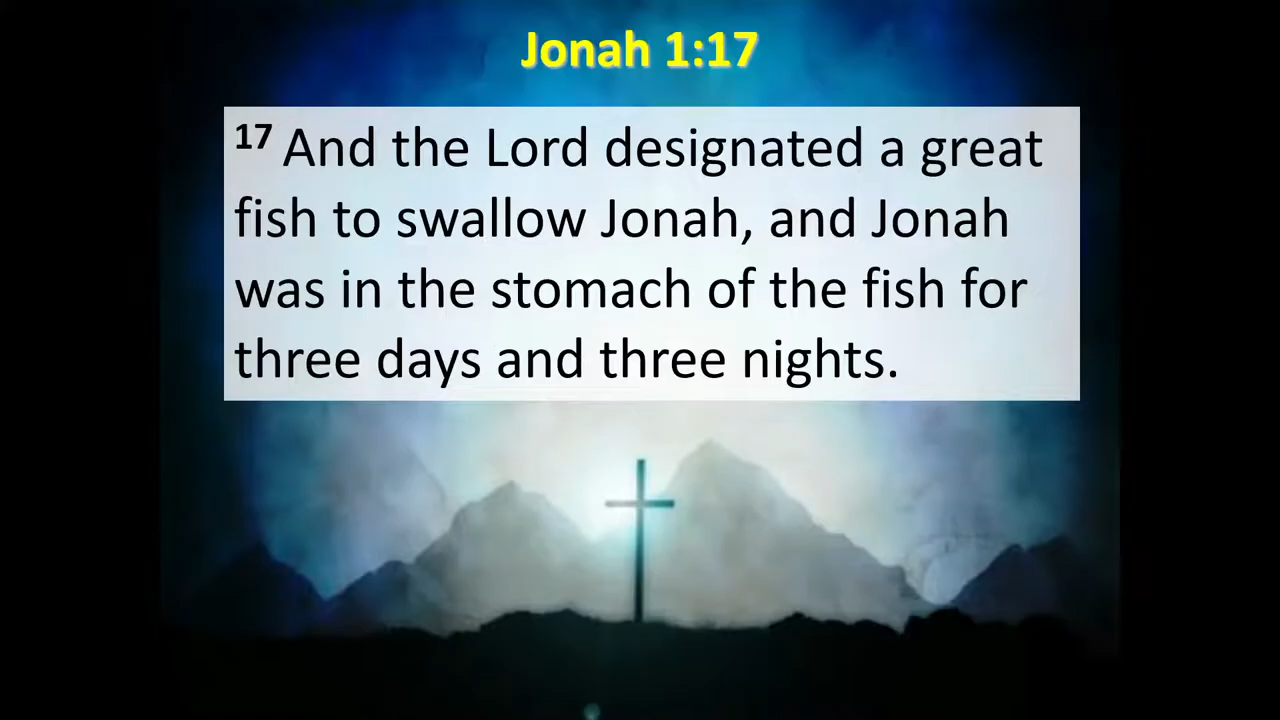 Jonah 1:17
17 And the Lord designated a great
fish to swallow Jonah, and Jonah
was in the stomach of the fish for
three days and three nights.